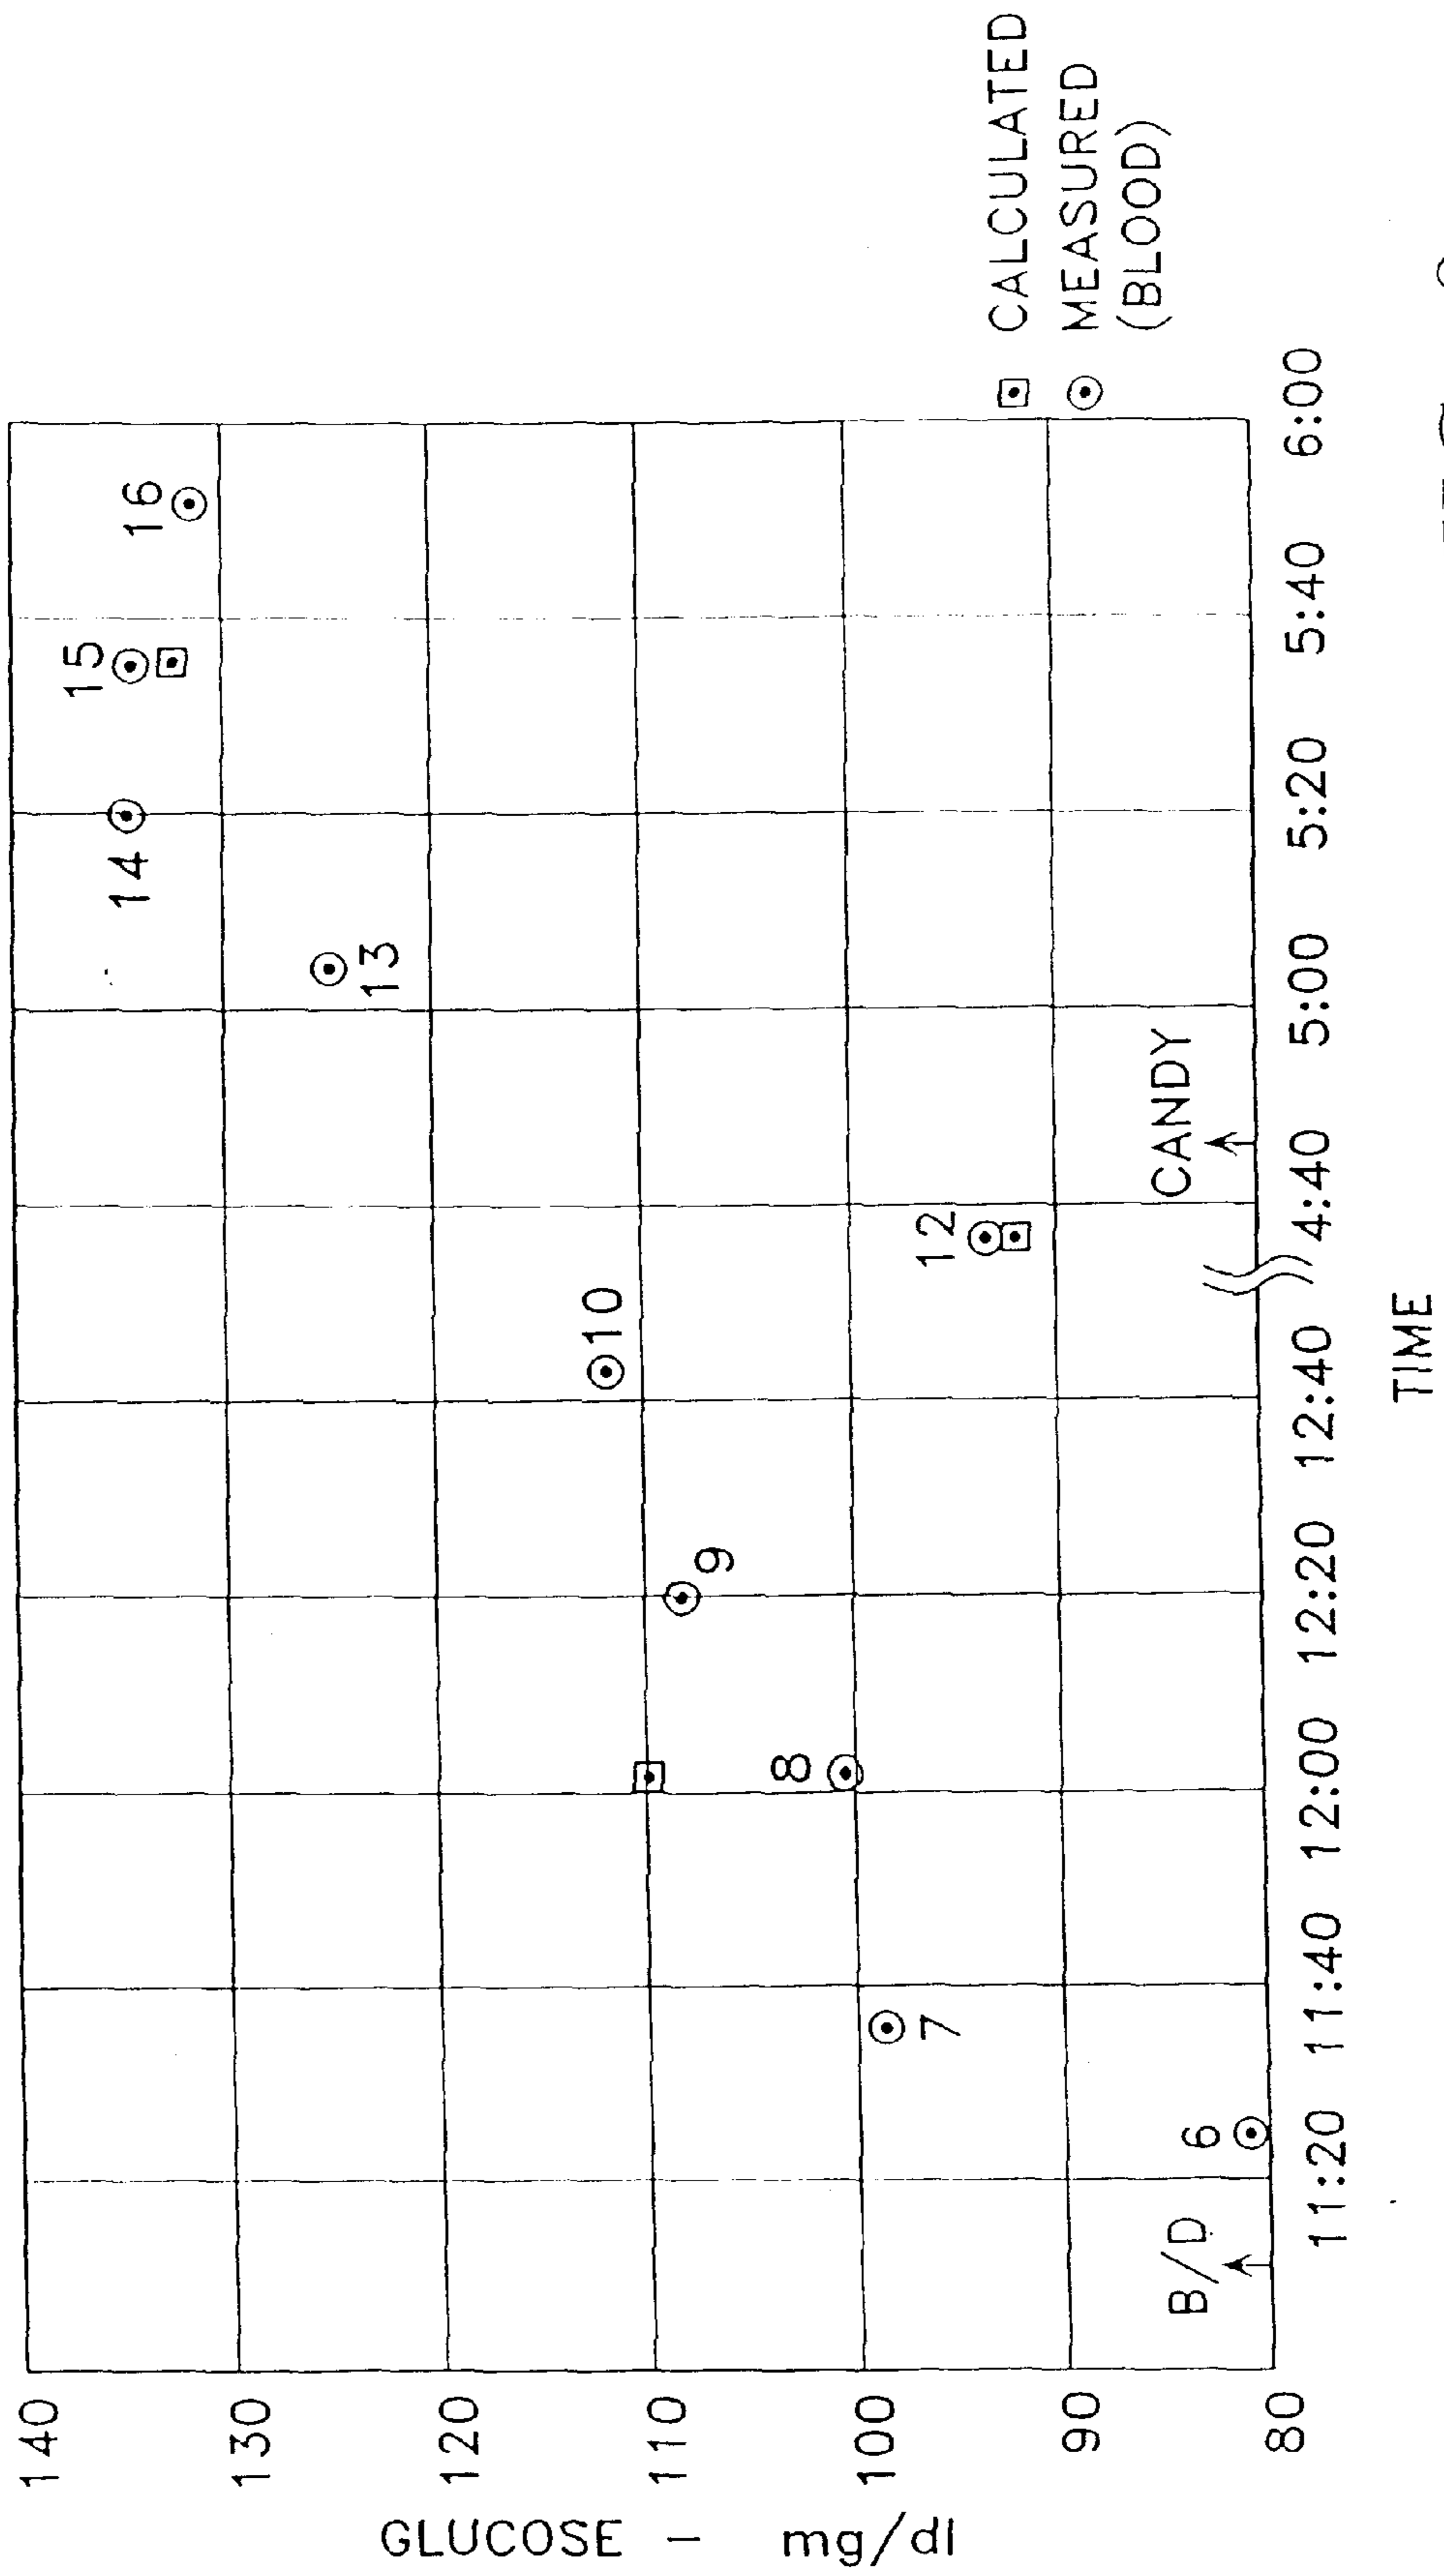 GLUCOSE - mg/dl
140
130
120
110
100
90
80
B/D
6
7
8
9
10
12
CANDY
13
14
15
16
11:20 11:40 12:00 12:20 12:40 4:40 5:00 5:20 5:40 6:00
TIME
CALCULATED
MEASURED
(BLOOD)